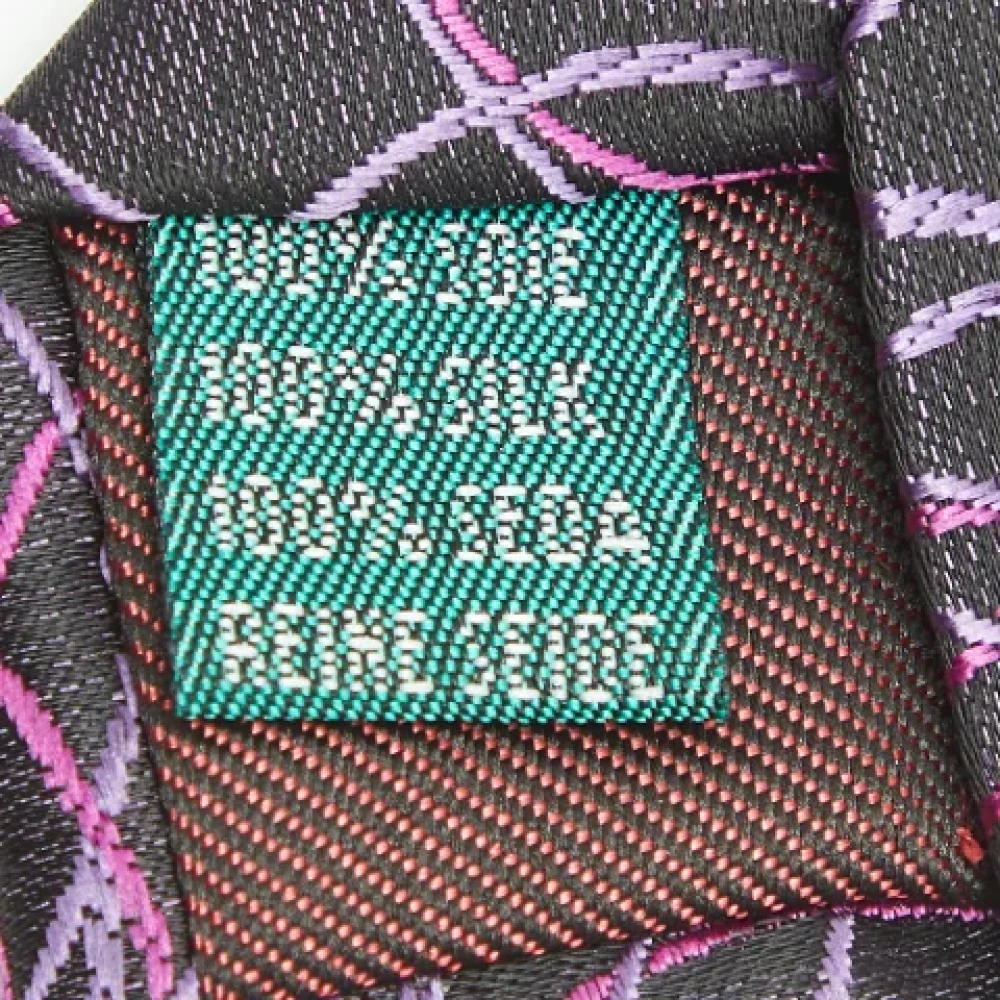 100% SOIE
100% SILK
100% SEDA
REINE SEIDE